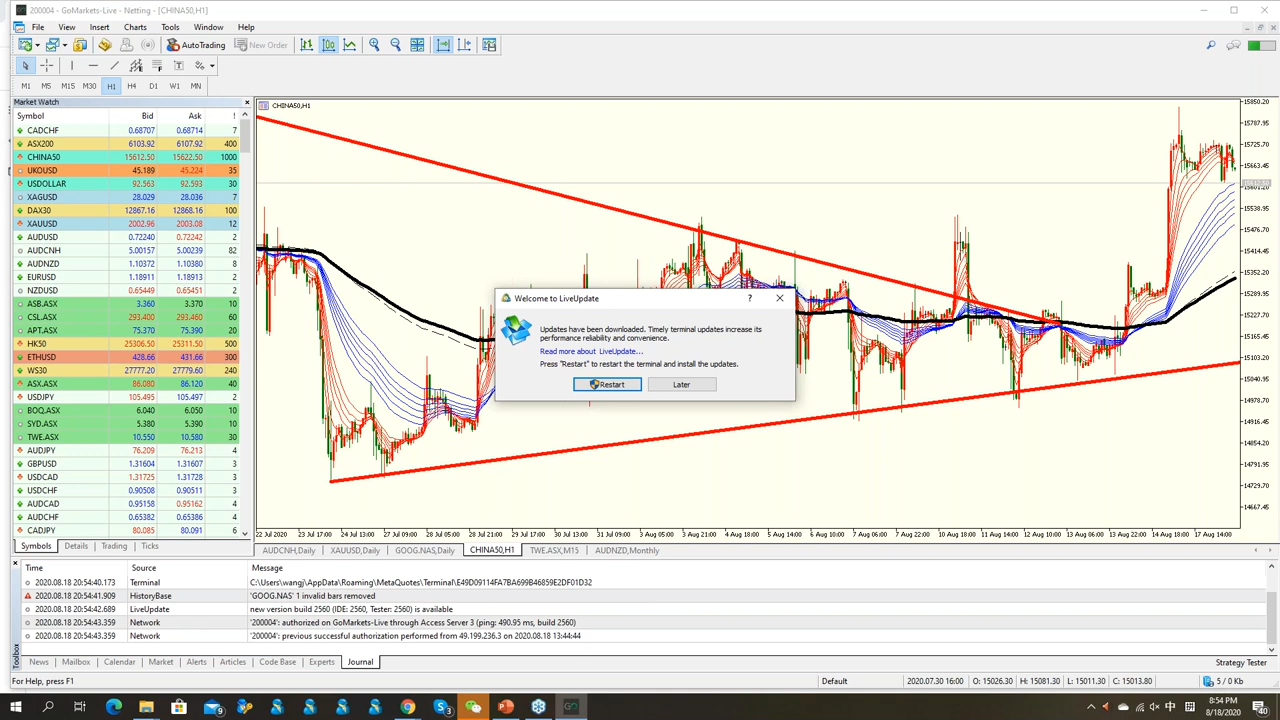 200004 - GoMarkets-Live - Netting - [CHINA50,H1]
File View Insert Charts Tools Window Help
AutoTrading New Order
M1 M5 M15 M30 H1 H4 D1 W1 MN
Market Watch
Symbol Bid Ask !
CADCHF 0.68707 0.68714 7
ASX200 6103.92 6107.92 400
CHINA50 15612.50 15622.50 1000
UKOUSD 45.189 45.224 35
USDOLLAR 92.563 92.593 30
XAGUSD 28.029 28.036 7
DAX30 12867.16 12868.16 100
XAUUSD 2002.96 2003.08 12
AUDUSD 0.72240 0.72242 2
AUDCNH 5.00157 5.00239 82
AUDNZD 1.10372 1.10380 8
EURUSD 1.18911 1.18913 2
NZDUSD 0.65449 0.65451 2
ASB.ASX 3.360 3.370 10
CSL.ASX 293.400 293.460 60
APT.ASX 75.370 75.390 20
HK50 25306.50 25311.50 500
ETHUSD 428.66 431.66 300
WS30 27777.20 27779.60 240
ASX.ASX 86.080 86.120 40
USDJPY 105.495 105.497 2
BOQ.ASX 6.040 6.050 10
SYD.ASX 5.380 5.390 10
TWE.ASX 10.550 10.580 30
AUDJPY 76.209 76.213 4
GBPUSD 1.31604 1.31607 3
USDCAD 1.31725 1.31728 3
USDCHF 0.90508 0.90511 3
AUDCAD 0.95158 0.95162 4
AUDCHF 0.65382 0.65386 4
CADJPY 80.085 80.091 6
Symbols Details Trading Ticks
CHINA50,H1
15850.20
15787.95
15725.70
15663.45
15601.20
15538.95
15476.70
15414.45
15352.20
15289.95
15227.70
15165.45
15103.20
15040.95
14978.70
14916.45
14854.20
14791.95
14729.70
14667.45
22 Jul 2020 23 Jul 17:00 24 Jul 18:00 27 Jul 09:00 28 Jul 05:00 28 Jul 21:00 29 Jul 17:00 30 Jul 18:00 31 Jul 14:00 3 Aug 05:00 3 Aug 21:00 4 Aug 18:00 5 Aug 14:00 6 Aug 10:00 7 Aug 06:00 7 Aug 22:00 10 Aug 18:00 11 Aug 14:00 12 Aug 10:00 13 Aug 06:00 13 Aug 22:00 14 Aug 18:00 17 Aug 14:00
Welcome to LiveUpdate ?
Updates have been downloaded. Timely terminal updates increase its
performance reliability and convenience.
Read more about LiveUpdate...
Press "Restart" to restart the terminal and install the updates.
Restart Later
AUDCNH,Daily XAUUSD,Daily GOOG.NAS,Daily CHINA50,H1 TWE.ASX,M15 AUDNZD,Monthly
Time Source Message
2020.08.18 20:54:40.173 Terminal C:\Users\wangj\AppData\Roaming\MetaQuotes\Terminal\E49D09114FA7BA699B46859E2DF01D32
2020.08.18 20:54:41.909 HistoryBase 'GOOG.NAS' 1 invalid bars removed
2020.08.18 20:54:42.689 LiveUpdate new version build 2560 (IDE: 2560, Tester: 2560) is available
2020.08.18 20:54:43.359 Network '200004': authorized on GoMarkets-Live through Access Server 3 (ping: 490.95 ms, build 2560)
2020.08.18 20:54:43.359 Network '200004': previous successful authorization performed from 49.199.236.3 on 2020.08.18 13:44:44
Toolbox
News Mailbox Calendar Market Alerts Articles Code Base Experts Journal Strategy Tester
For Help, press F1 Default 2020.07.30 16:00 O: 15026.30 H: 15081.30 L: 15011.30 C: 15013.80 5 / 0 Kb
8:54 PM
中 8/18/2020 40